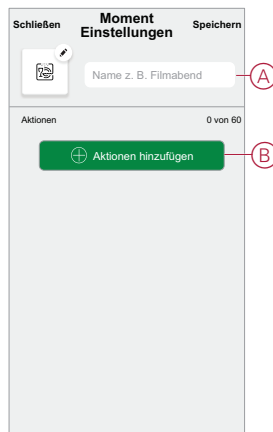 Schließen Moment Einstellungen Speichern
Name z. B. Filmabend
A
Aktionen 0 von 60
Aktionen hinzufügen
B